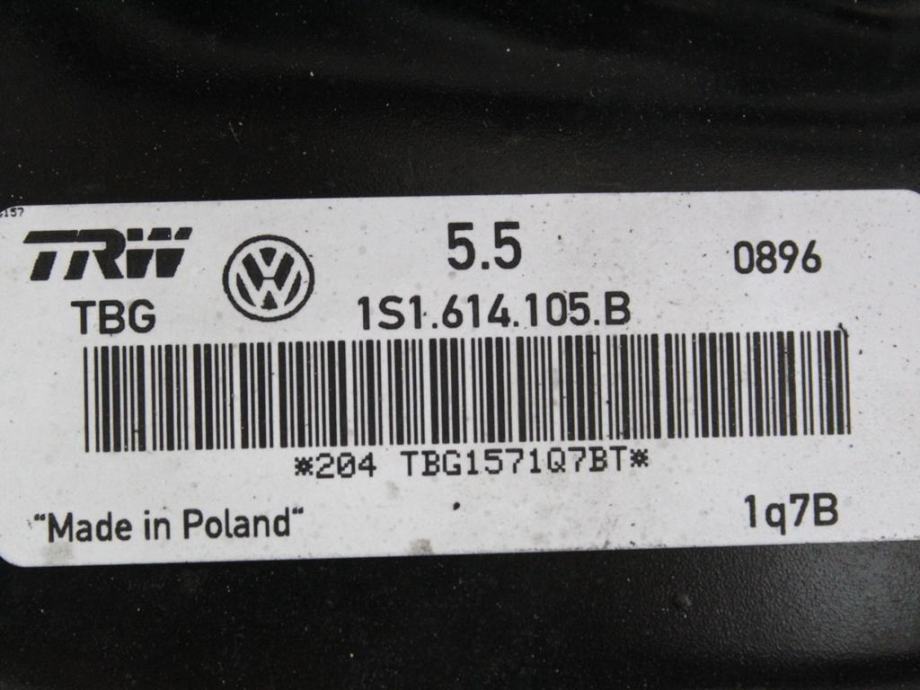 TRW 5.5 0896
TBG 1S1.614.105.B
*204 TBG1571Q7BT*
"Made in Poland" 1q7B